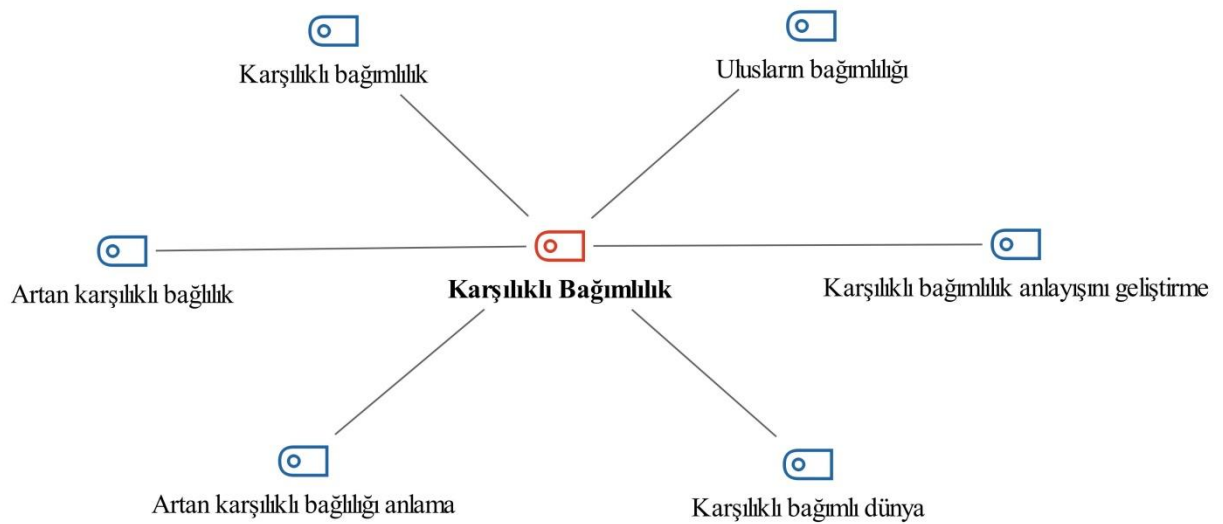 Karşılıklı bağımlılık
Ulusların bağımlılığı
Artan karşılıklı bağlılık
Karşılıklı Bağımlılık
Karşılıklı bağımlılık anlayışını geliştirme
Artan karşılıklı bağlılığı anlama
Karşılıklı bağımlı dünya